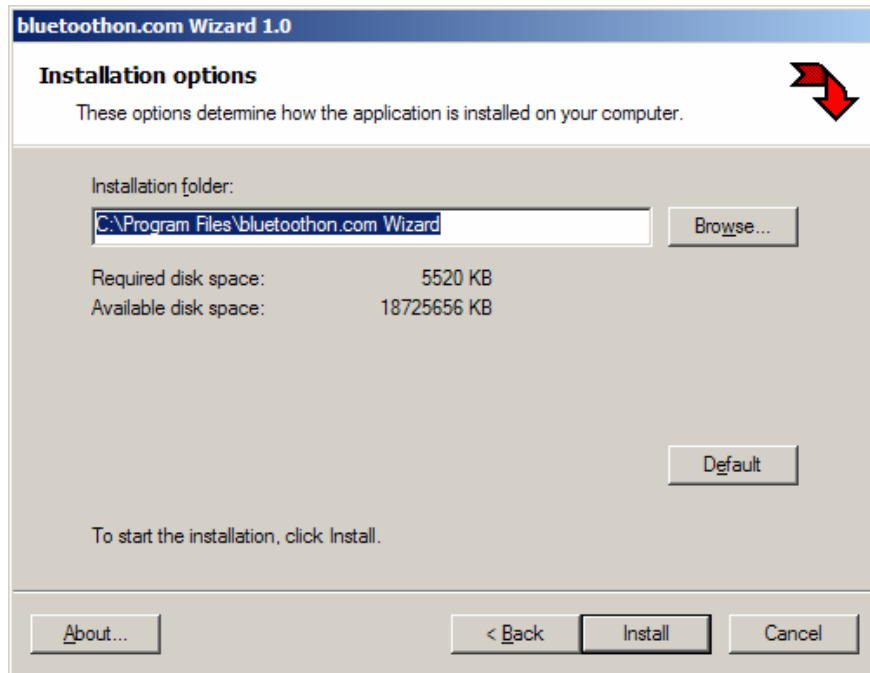 bluetoothon.com Wizard 1.0
Installation options
These options determine how the application is installed on your computer.
Installation folder:
C:\Program Files\bluetoothon.com Wizard
Browse...
Required disk space: 5520 KB
Available disk space: 18725656 KB
Default
To start the installation, click Install.
About... < Back Install Cancel